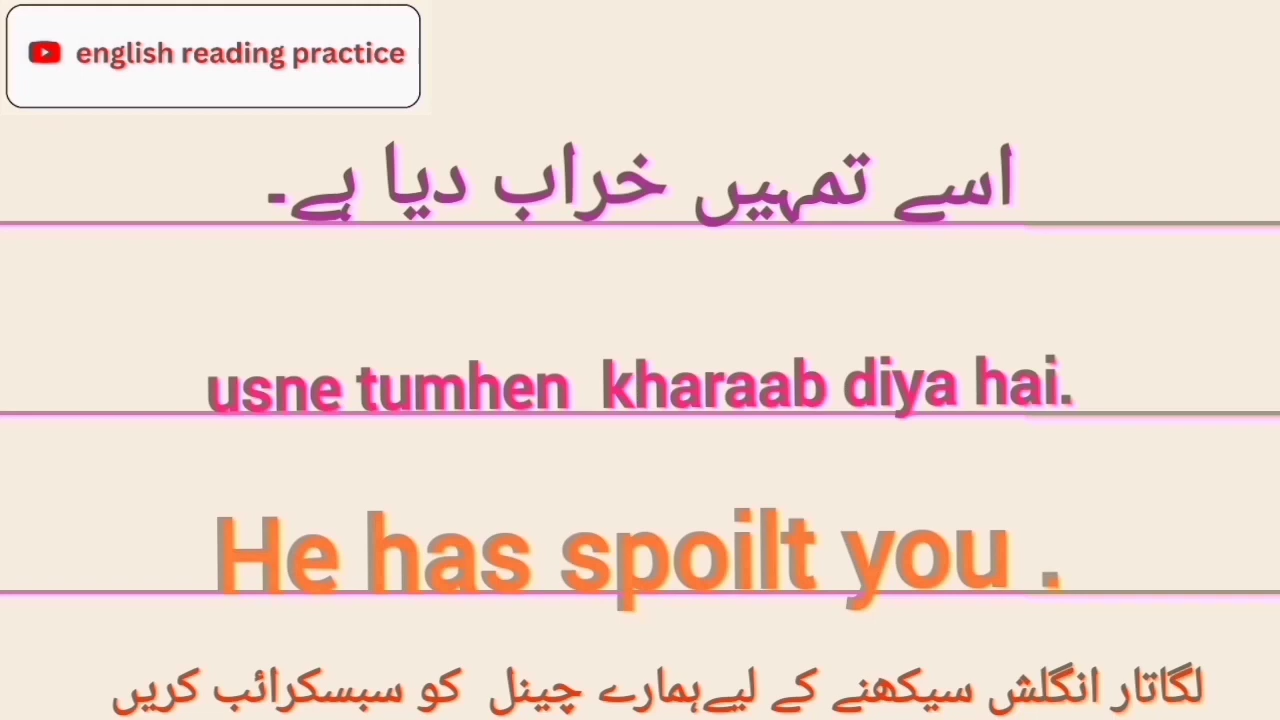 english reading practice
اسے تمہیں خراب دیا ہے۔
usne tumhen kharaab diya hai.
He has spoilt you .
لگاتار انگلش سیکھنے کے لیےہمارے چینل کو سبسکرائب کریں